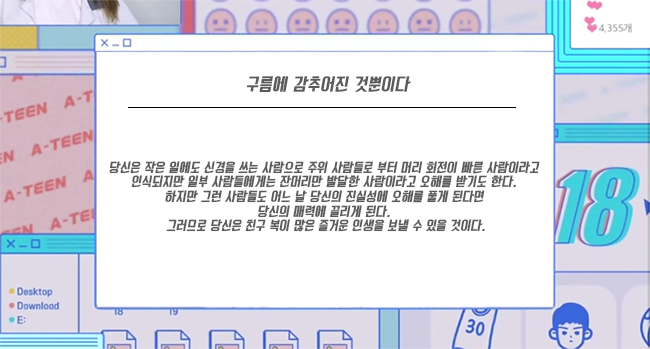 4,355개
구름에 감추어진 것뿐이다
A-TEEN
A-TEEN
A-TEEN
당신은 작은 일에도 신경을 쓰는 사람으로 주위 사람들로 부터 머리 회전이 빠른 사람이라고
인식되지만 일부 사람들에게는 잔머리만 발달한 사람이라고 오해를 받기도 한다.
하지만 그런 사람들도 어느 날 당신의 진실성에 오해를 풀게 된다면
당신의 매력에 끌리게 된다.
그러므로 당신은 친구 복이 많은 즐거운 인생을 보낼 수 있을 것이다.
18
Desktop
Download
E:
18
19
30